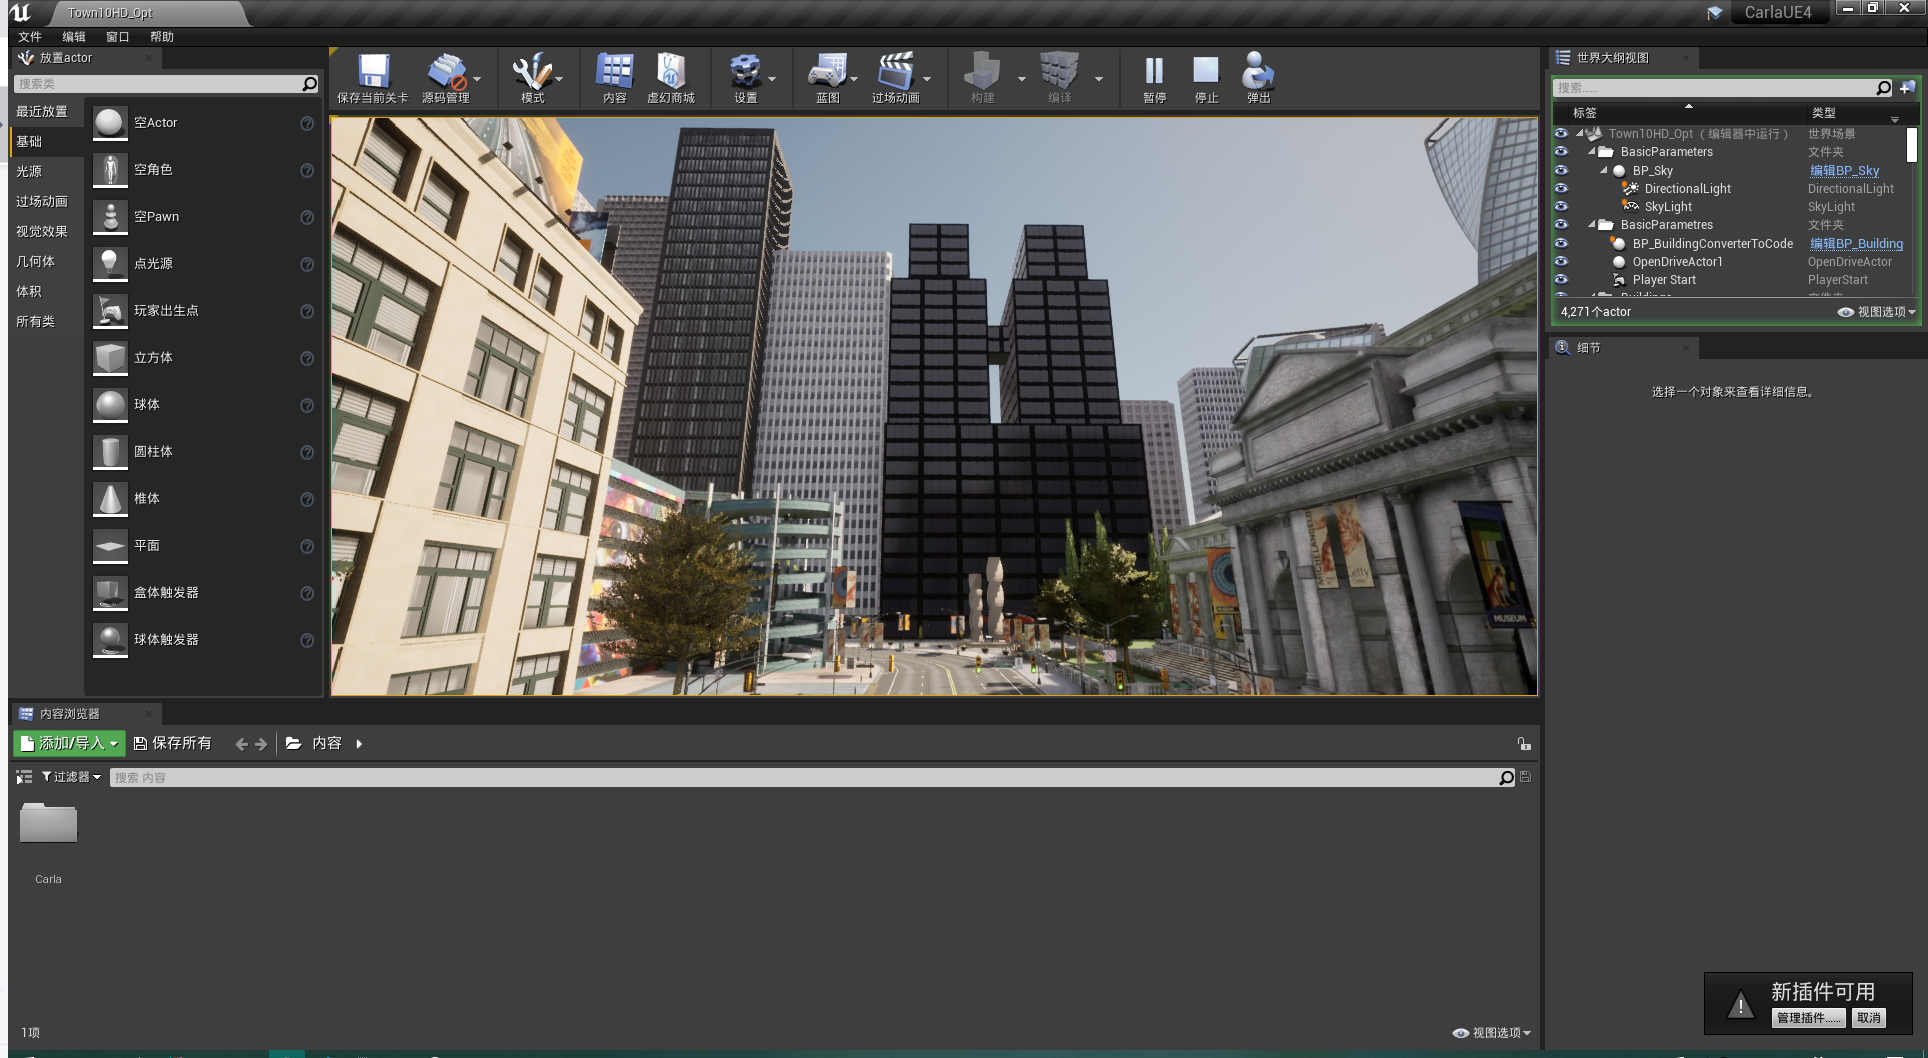 Town10HD_Opt
CarlaUE4
文件 编辑 窗口 帮助
放置actor
搜索类
最近放置
基础
光源
过场动画
视觉效果
几何体
体积
所有类
空Actor
空角色
空Pawn
点光源
玩家出生点
立方体
球体
圆柱体
椎体
平面
盒体触发器
球体触发器
保存当前关卡 源码管理 模式 内容 虚幻商城 设置 蓝图 过场动画 构建 编译 暂停 停止 弹出
MUSEUM
世界大纲视图
搜索......
标签 类型
Town10HD_Opt（编辑器中运行） 世界场景
BasicParameters 文件夹
BP_Sky 编辑BP_Sky
DirectionalLight DirectionalLight
SkyLight SkyLight
BasicParametres 文件夹
BP_BuildingConverterToCode 编辑BP_Building
OpenDriveActor1 OpenDriveActor
Player Start PlayerStart
Buildings 文件夹
4,271个actor 视图选项
细节
选择一个对象来查看详细信息。
内容浏览器
添加/导入 保存所有 内容
过滤器 搜索 内容
Carla
1项 视图选项
新插件可用
管理插件...... 取消